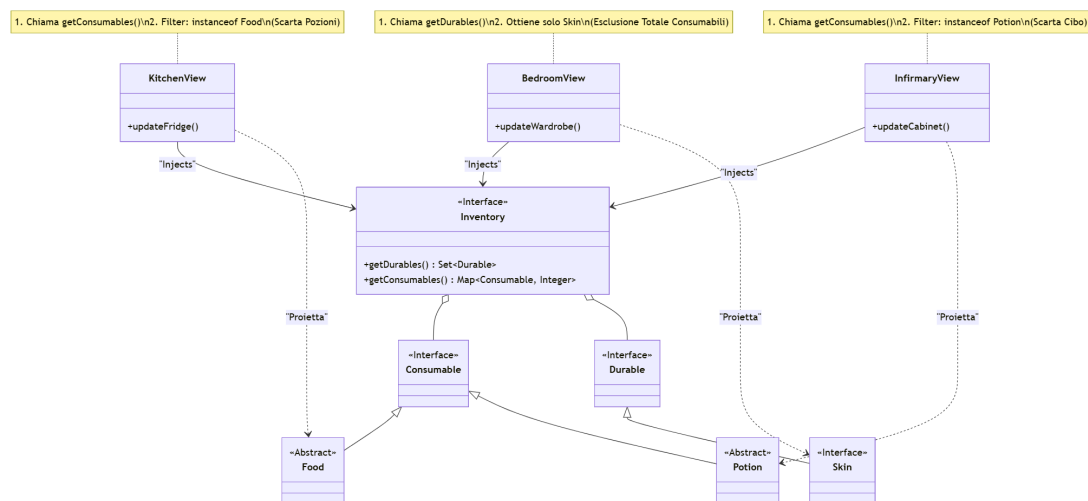 1. Chiama getConsumables()\n2. Filter: instanceof Food\n(Scarta Pozioni)
1. Chiama getDurables()\n2. Ottiene solo Skin\n(Esclusione Totale Consumabili)
1. Chiama getConsumables()\n2. Filter: instanceof Potion\n(Scarta Cibo)
KitchenView
+updateFridge()
BedroomView
+updateWardrobe()
InfirmaryView
+updateCabinet()
"Injects"
"Injects"
"Injects"
«Interface»
Inventory
+getDurables() : Set<Durable>
+getConsumables() : Map<Consumable, Integer>
"Proietta"
"Proietta"
"Proietta"
«Interface»
Consumable
«Interface»
Durable
«Abstract»
Food
«Abstract»
Potion
«Interface»
Skin